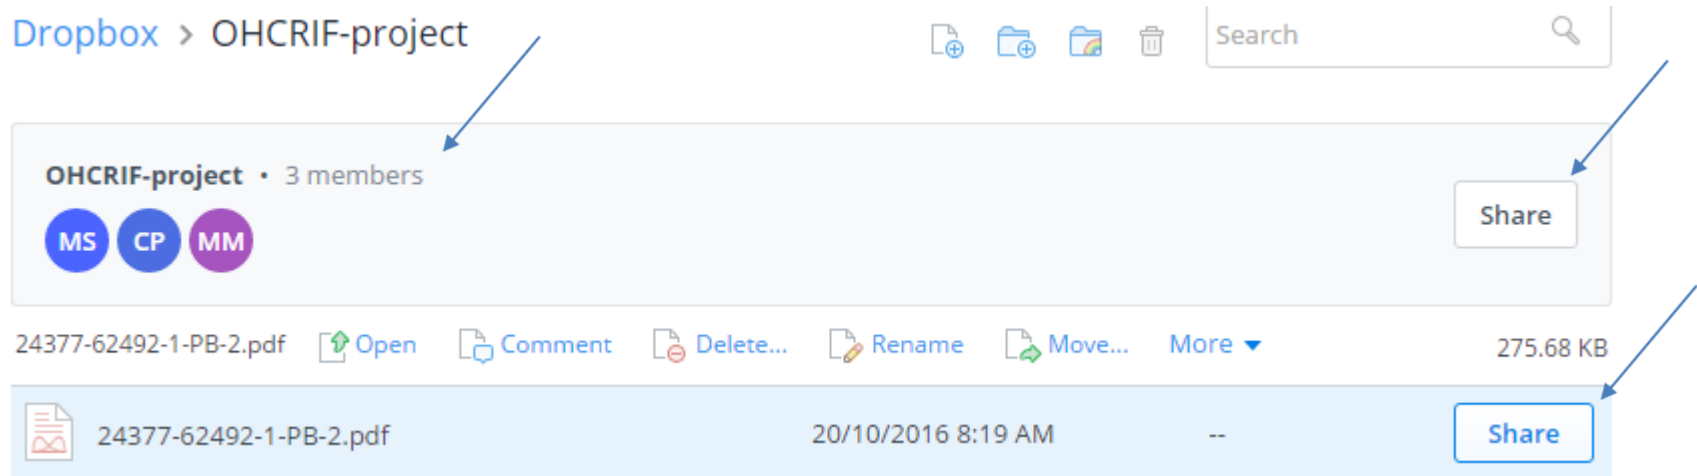 Dropbox > OHCRIF-project
Search
OHCRIF-project • 3 members
Share
MS CP MM
24377-62492-1-PB-2.pdf Open Comment Delete... Rename Move... More 275.68 KB
24377-62492-1-PB-2.pdf 20/10/2016 8:19 AM -- Share